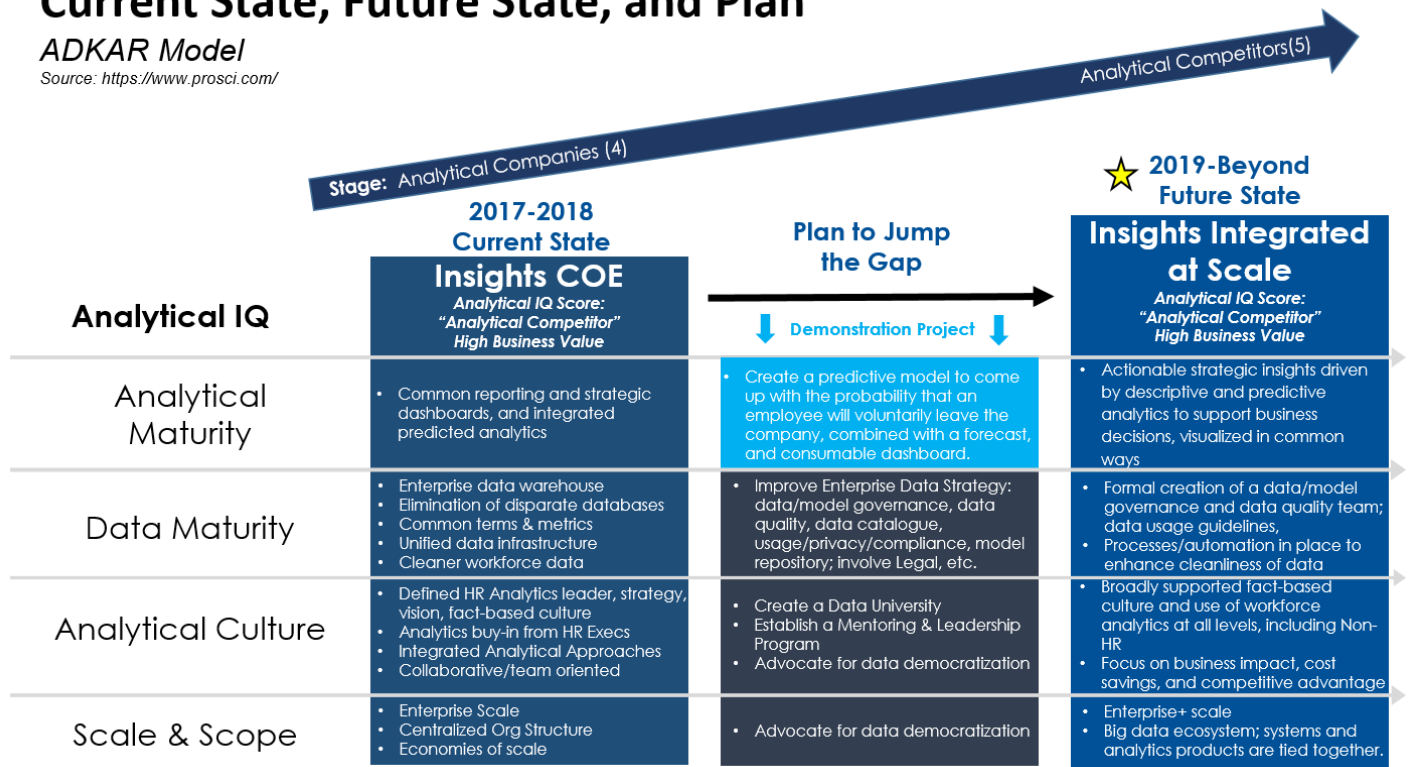 Current State, Future State, and Plan
ADKAR Model
Source: https://www.prosci.com/
Analytical Competitors(5)
Stage: Analytical Companies (4)
2017-2018
Current State
Plan to Jump
the Gap
2019-Beyond
Future State
Analytical IQ
Insights COE
Analytical IQ Score:
“Analytical Competitor”
High Business Value
Demonstration Project
Insights Integrated
at Scale
Analytical IQ Score:
“Analytical Competitor”
High Business Value
Analytical
Maturity
• Common reporting and strategic
dashboards, and integrated
predicted analytics
• Create a predictive model to come
up with the probability that an
employee will voluntarily leave the
company, combined with a forecast,
and consumable dashboard.
• Actionable strategic insights driven
by descriptive and predictive
analytics to support business
decisions, visualized in common
ways
Data Maturity
• Enterprise data warehouse
• Elimination of disparate databases
• Common terms & metrics
• Unified data infrastructure
• Cleaner workforce data
• Improve Enterprise Data Strategy:
data/model governance, data
quality, data catalogue,
usage/privacy/compliance, model
repository; involve Legal, etc.
• Formal creation of a data/model
governance and data quality team;
data usage guidelines,
• Processes/automation in place to
enhance cleanliness of data
Analytical Culture
• Defined HR Analytics leader, strategy,
vision, fact-based culture
• Analytics buy-in from HR Execs
• Integrated Analytical Approaches
• Collaborative/team oriented
• Create a Data University
• Establish a Mentoring & Leadership
Program
• Advocate for data democratization
• Broadly supported fact-based
culture and use of workforce
analytics at all levels, including Non-
HR
• Focus on business impact, cost
savings, and competitive advantage
Scale & Scope
• Enterprise Scale
• Centralized Org Structure
• Economies of scale
• Advocate for data democratization
• Enterprise+ scale
• Big data ecosystem; systems and
analytics products are tied together.